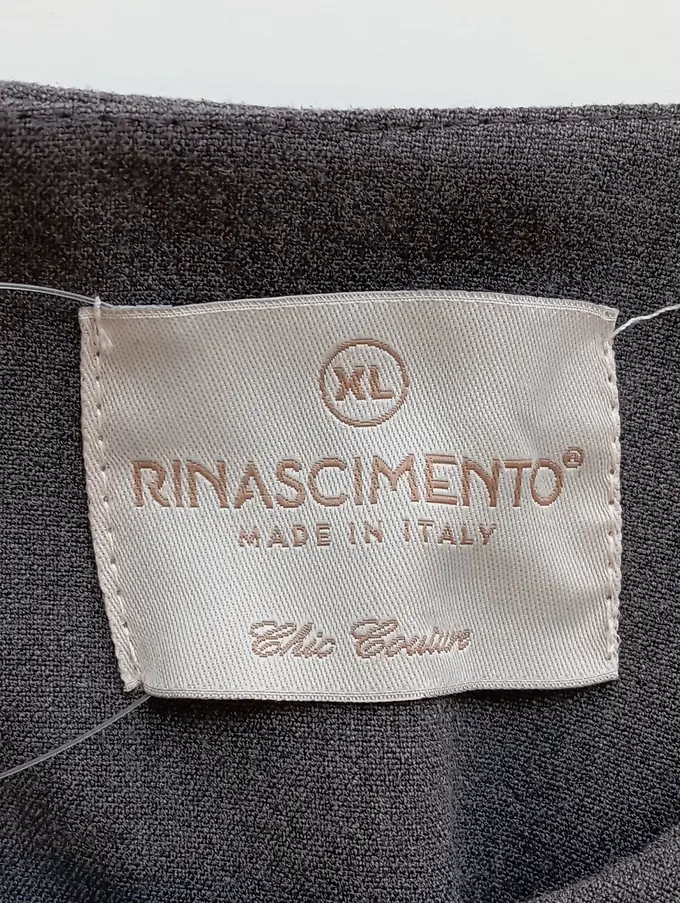 XL
RINASCIMENTO®
MADE IN ITALY
Chic Couture